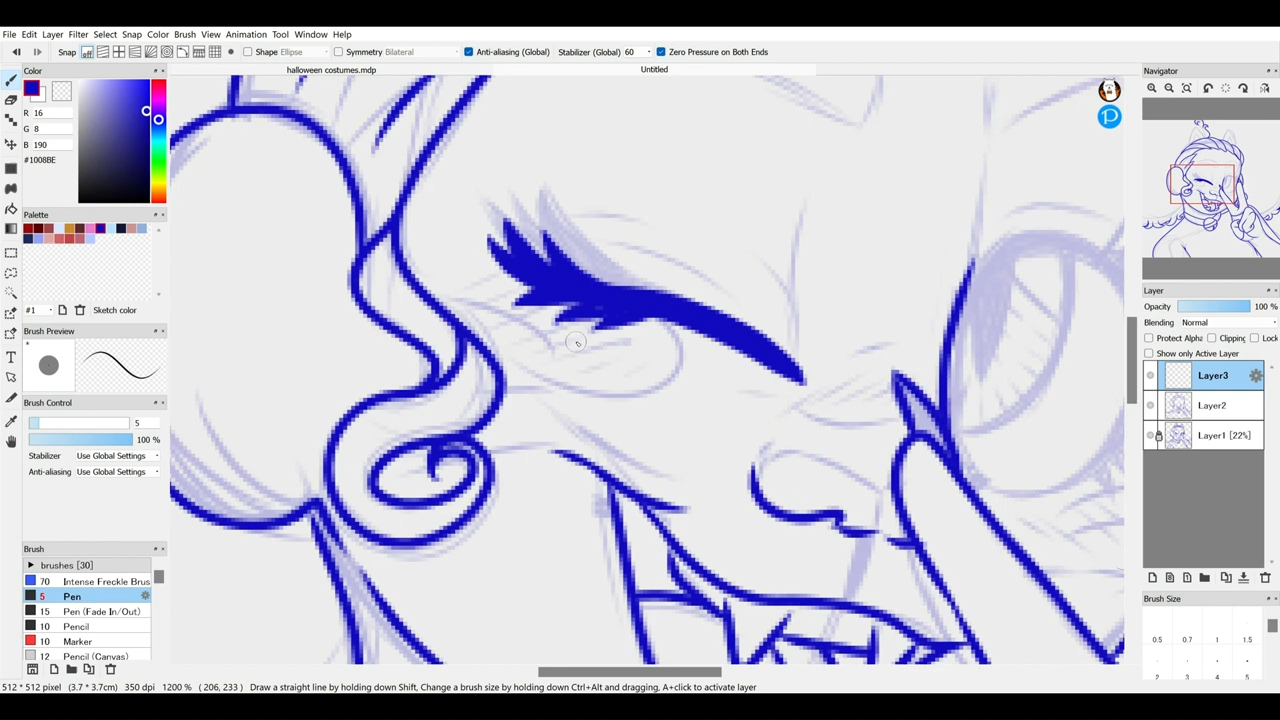 File Edit Layer Filter Select Snap Color Brush View Animation Tool Window Help
Snap off Shape Ellipse Symmetry Bilateral Anti-aliasing (Global) Stabilizer (Global) 60 Zero Pressure on Both Ends
Color
halloween costumes.mdp
Untitled
Navigator
R 16
G 8
B 190
#1008BE
Palette
#1
Sketch color
Brush Preview
Brush Control
5
100 %
Stabilizer Use Global Settings
Anti-aliasing Use Global Settings
Brush
brushes [30]
70 Intense Freckle Brus
5 Pen
15 Pen (Fade In/Out)
10 Pencil
10 Marker
12 Pencil (Canvas)
Layer
Opacity 100 %
Blending Normal
Protect Alpha Clipping Lock
Show only Active Layer
Layer3
Layer2
Layer1 [22%]
Brush Size
0.5 0.7 1 1.5
2 3 4 5
512 * 512 pixel (3.7 * 3.7cm) 350 dpi 1200 % ( 206, 233 ) Draw a straight line by holding down Shift, Change a brush size by holding down Ctrl+Alt and dragging, A+click to activate layer